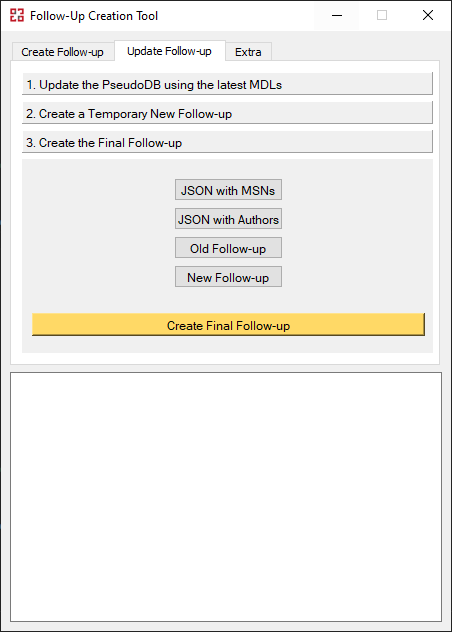 Follow-Up Creation Tool
Create Follow-up Update Follow-up Extra
1. Update the PseudoDB using the latest MDLs
2. Create a Temporary New Follow-up
3. Create the Final Follow-up
JSON with MSNs
JSON with Authors
Old Follow-up
New Follow-up
Create Final Follow-up